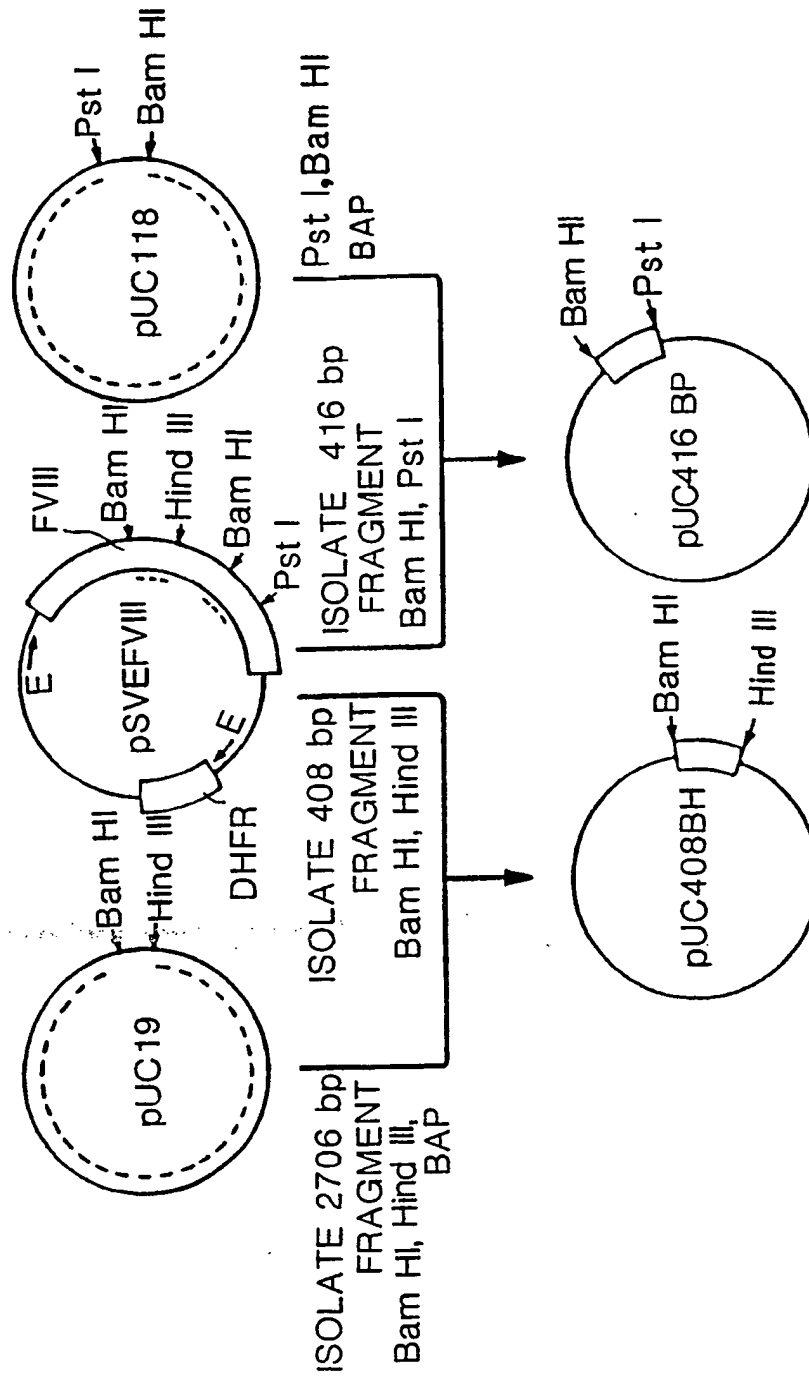 pUC19
Bam HI
Hind III
DHFR
E
E
pSVEFVIII
FVIII
Bam HI
Hind III
Bam HI
Pst I
pUC118
Pst I
Bam HI
ISOLATE 2706 bp
FRAGMENT
Bam HI, Hind III,
BAP
ISOLATE 408 bp
FRAGMENT
Bam HI, Hind III
ISOLATE 416 bp
FRAGMENT
Bam HI, Pst I
Pst I,Bam HI
BAP
pUC408BH
Bam HI
Hind III
pUC416 BP
Bam HI
Pst I